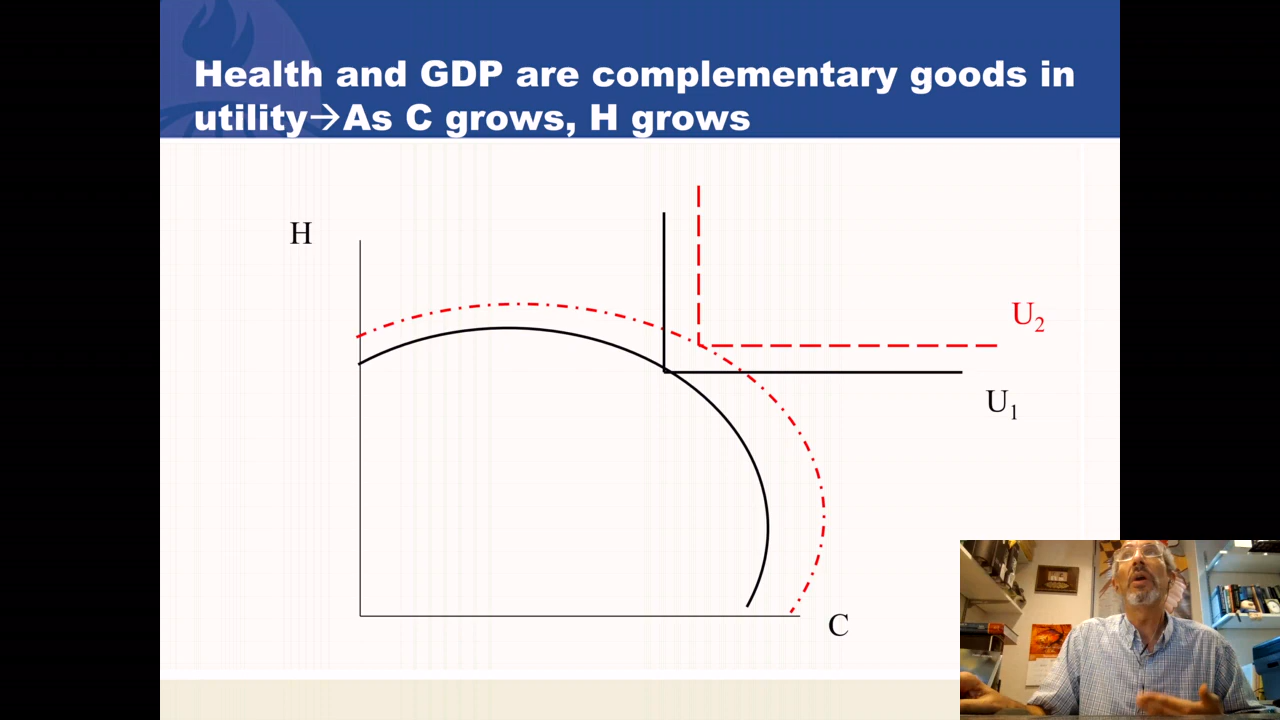 Health and GDP are complementary goods in
utility→As C grows, H grows
H
U₂
U₁
C